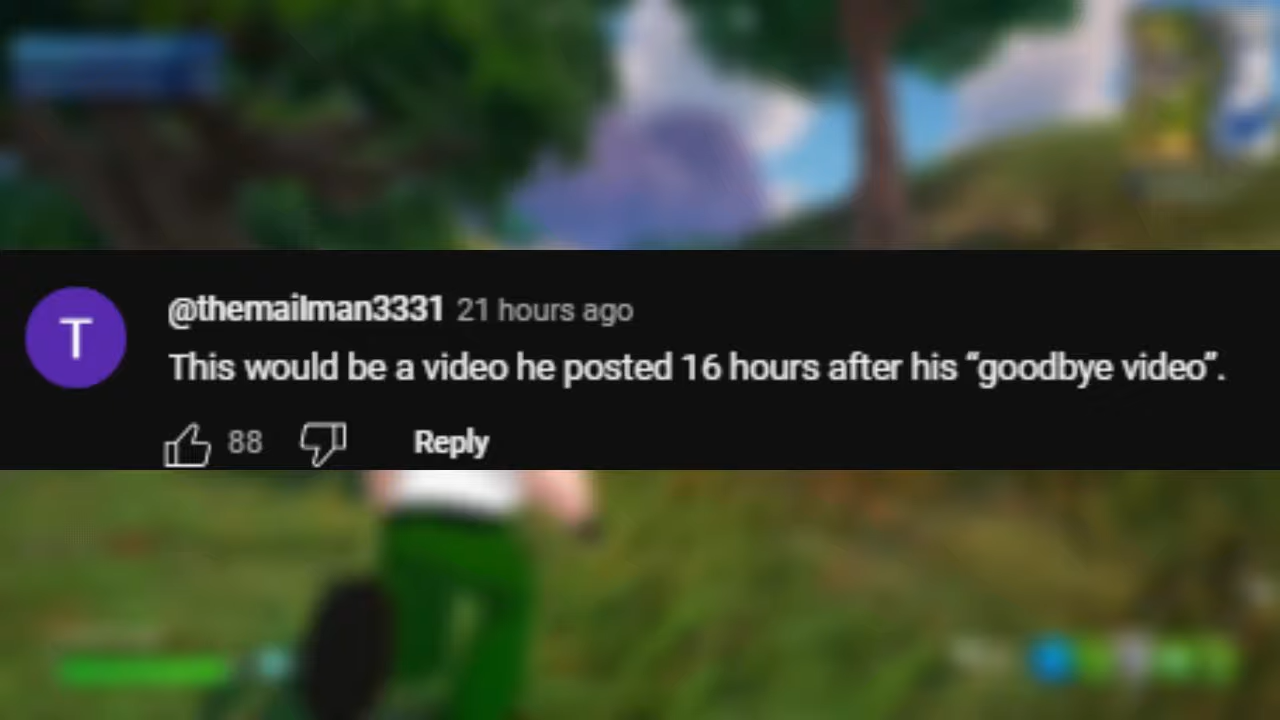 T
@themailman3331 21 hours ago
This would be a video he posted 16 hours after his “goodbye video”.
88 Reply